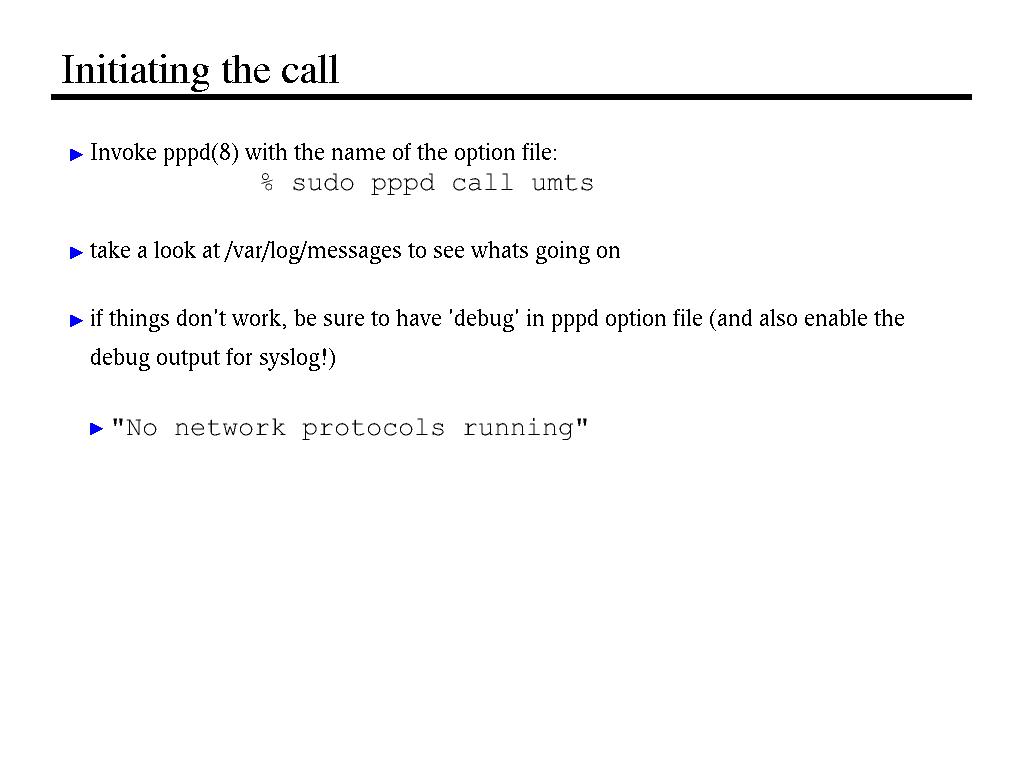 Initiating the call
Invoke pppd(8) with the name of the option file:
% sudo pppd call umts
take a look at /var/log/messages to see whats going on
if things don't work, be sure to have 'debug' in pppd option file (and also enable the
debug output for syslog!)
"No network protocols running"